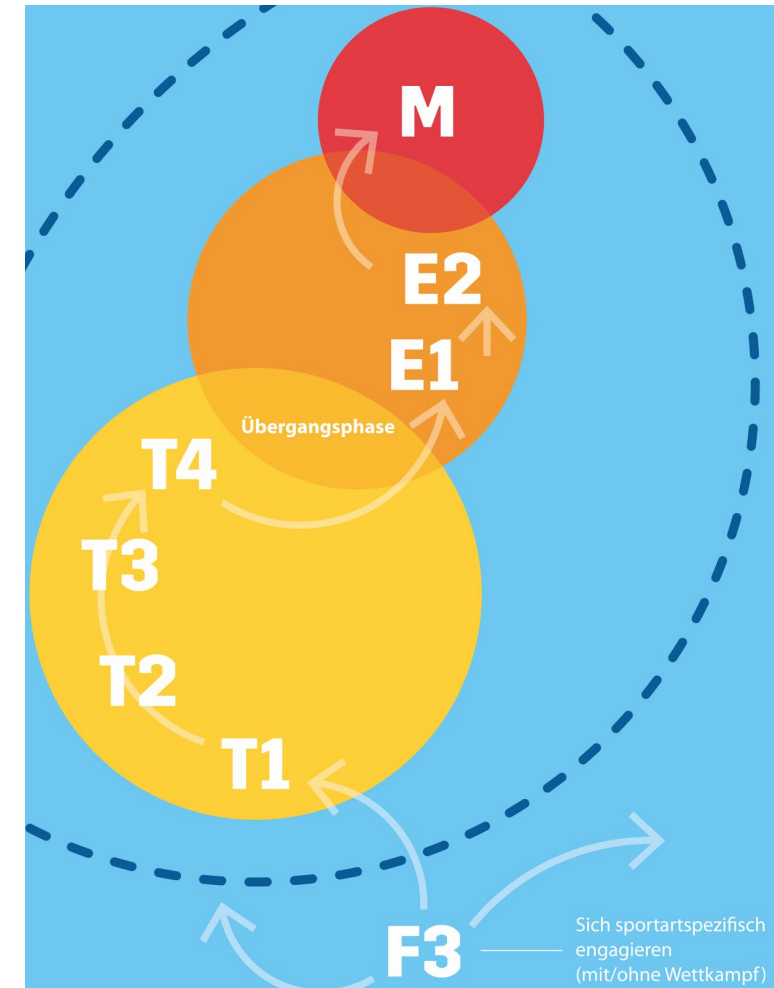 M
E2
E1
Übergangsphase
T4
T3
T2
T1
F3
Sich sportartspezifisch
engagieren
(mit/ohne Wettkampf)